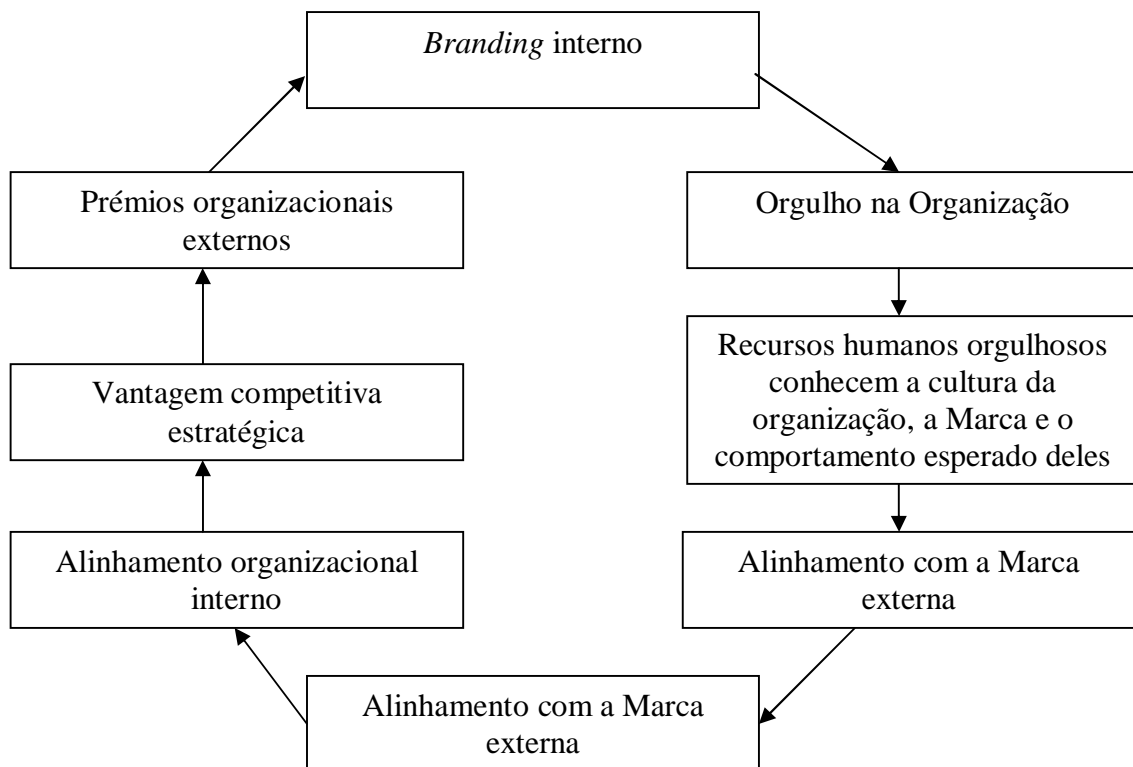 Branding interno
Prémios organizacionais
externos
Orgulho na Organização
Recursos humanos orgulhosos
conhecem a cultura da
organização, a Marca e o
comportamento esperado deles
Vantagem competitiva
estratégica
Alinhamento organizacional
interno
Alinhamento com a Marca
externa
Alinhamento com a Marca
externa